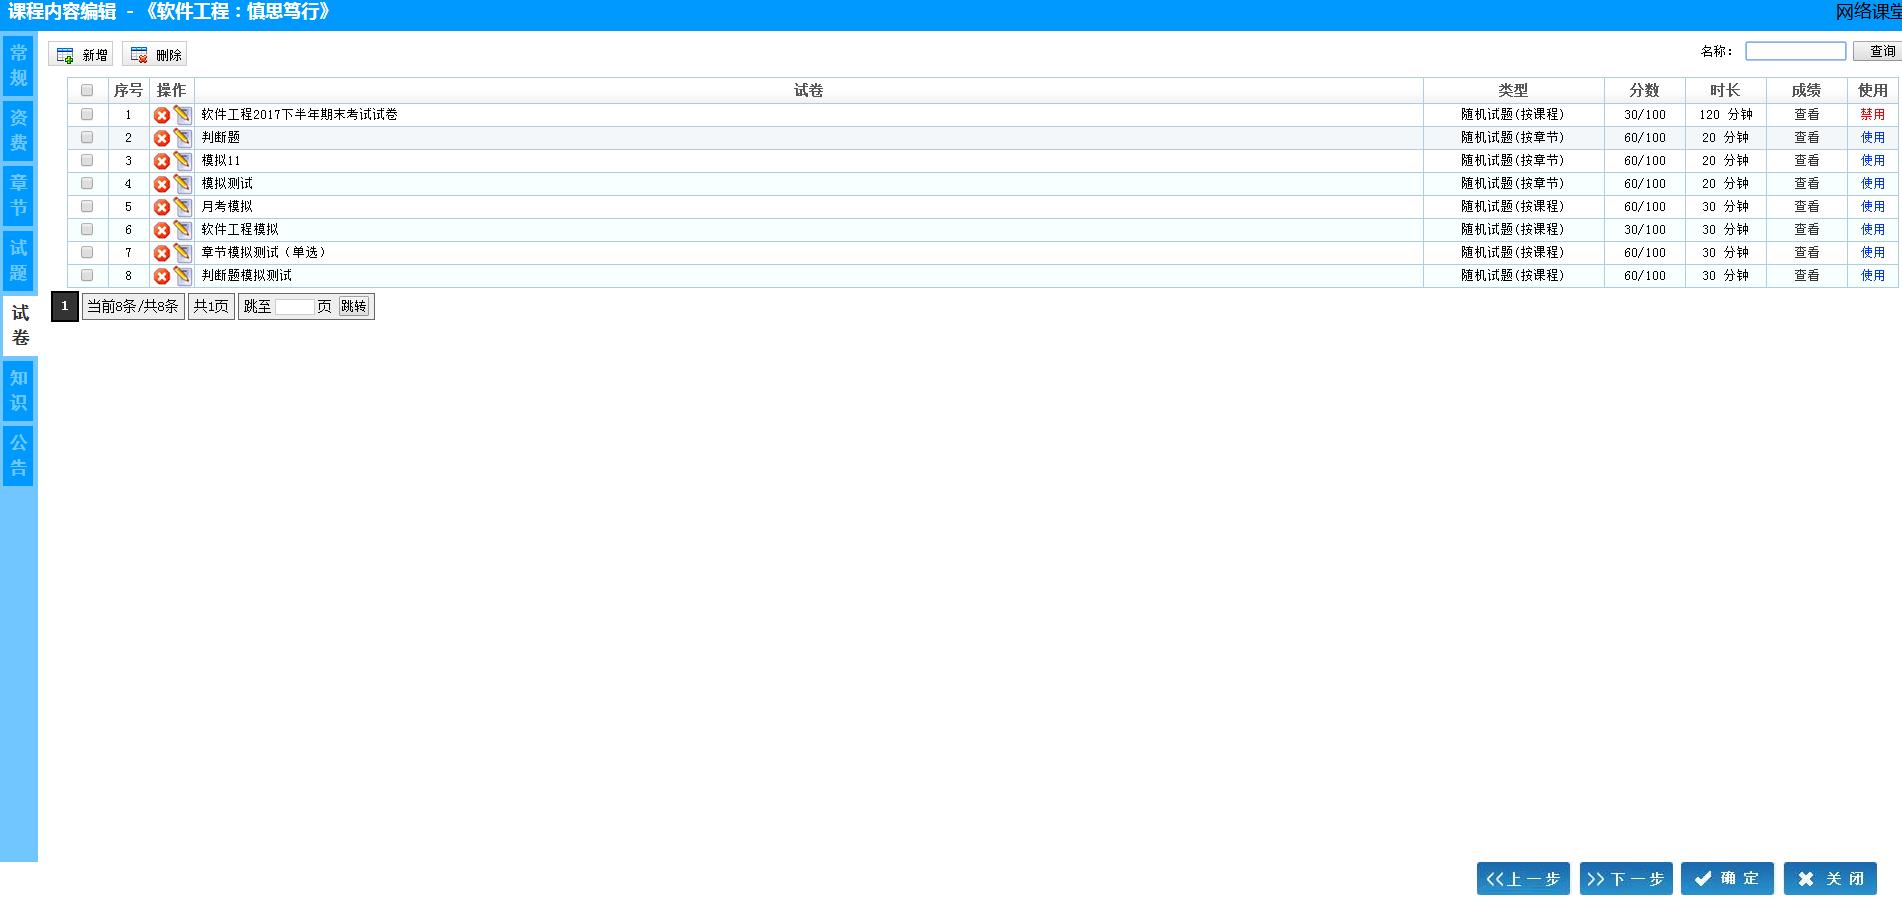 课程内容编辑 - 《软件工程：慎思笃行》
网络课堂
常规
资费
章节
试题
试卷
知识
公告
新增 删除
名称： 查询
序号 操作 试卷 类型 分数 时长 成绩 使用
1 软件工程2017下半年期末考试试卷 随机试题(按课程) 30/100 120 分钟 查看 禁用
2 判断题 随机试题(按章节) 60/100 20 分钟 查看 使用
3 模拟11 随机试题(按章节) 60/100 20 分钟 查看 使用
4 模拟测试 随机试题(按章节) 60/100 20 分钟 查看 使用
5 月考模拟 随机试题(按课程) 60/100 30 分钟 查看 使用
6 软件工程模拟 随机试题(按课程) 30/100 30 分钟 查看 使用
7 章节模拟测试（单选） 随机试题(按课程) 60/100 30 分钟 查看 使用
8 判断题模拟测试 随机试题(按课程) 60/100 30 分钟 查看 使用
1 当前8条/共8条 共1页 跳至 页 跳转
上一步 下一步 确定 关闭